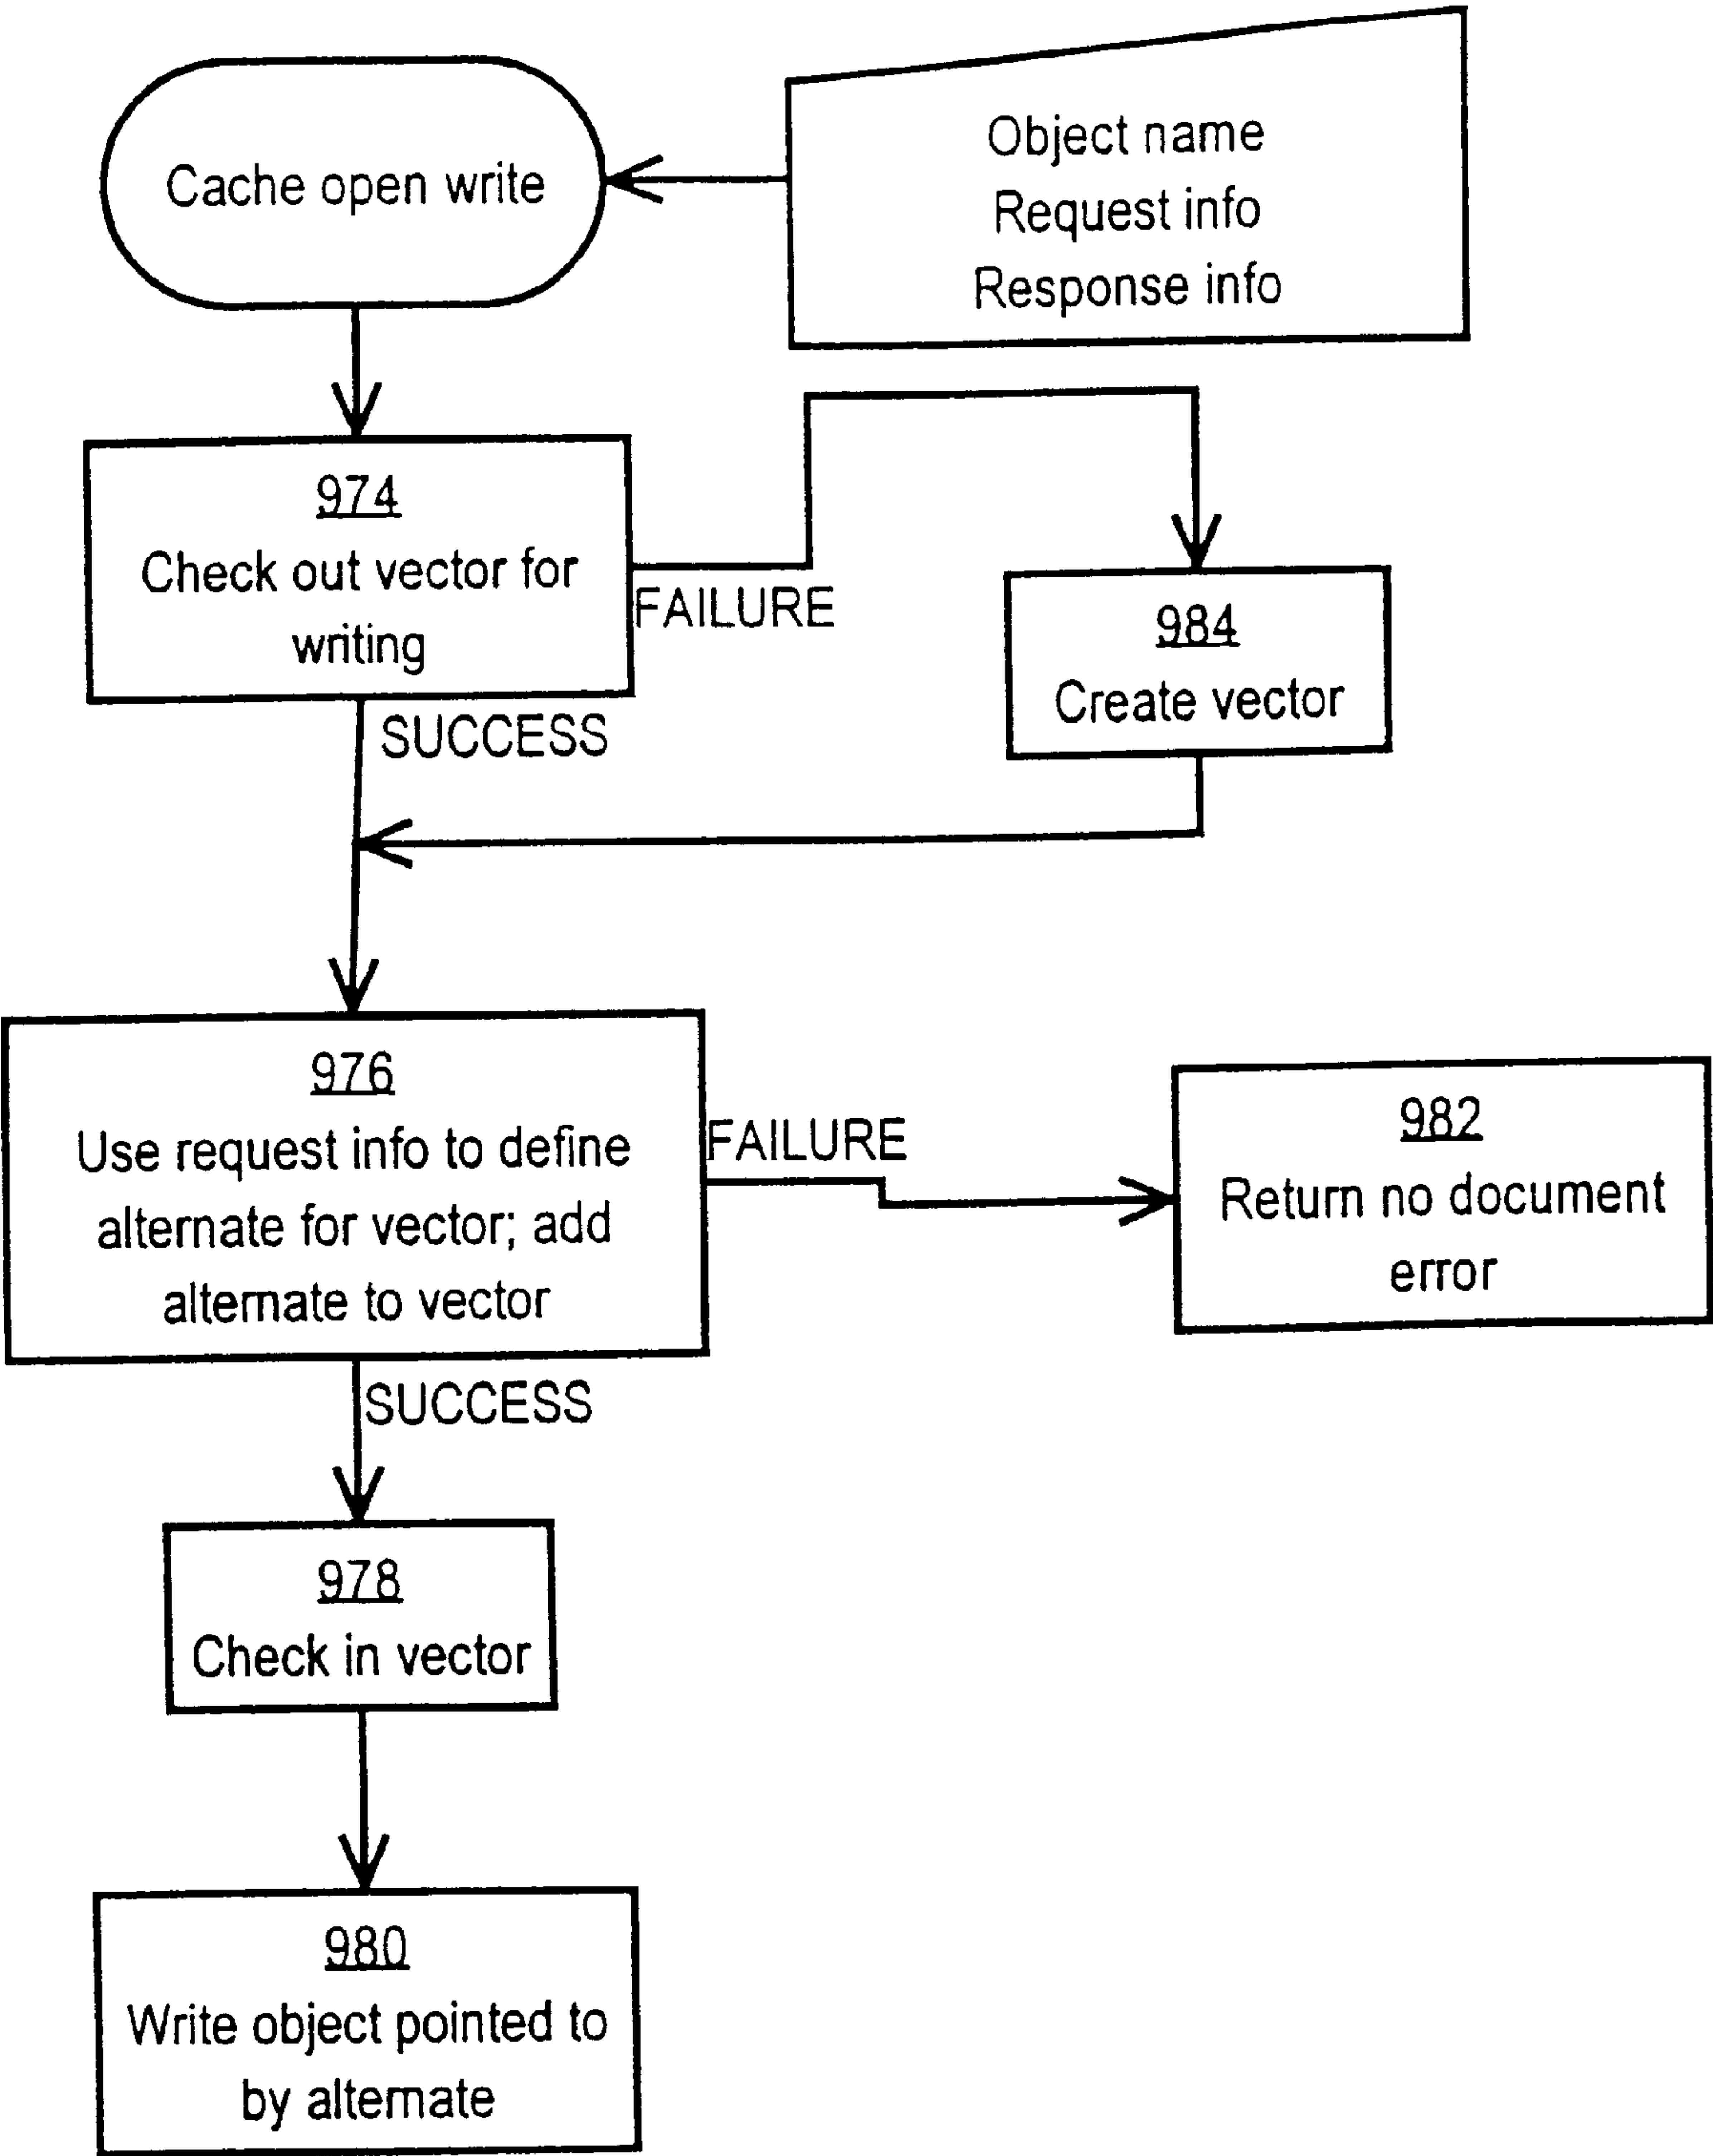 Cache open write
Object name
Request info
Response info
974
Check out vector for
writing
FAILURE
984
Create vector
SUCCESS
976
Use request info to define
alternate for vector; add
alternate to vector
FAILURE
982
Return no document
error
SUCCESS
978
Check in vector
980
Write object pointed to
by alternate